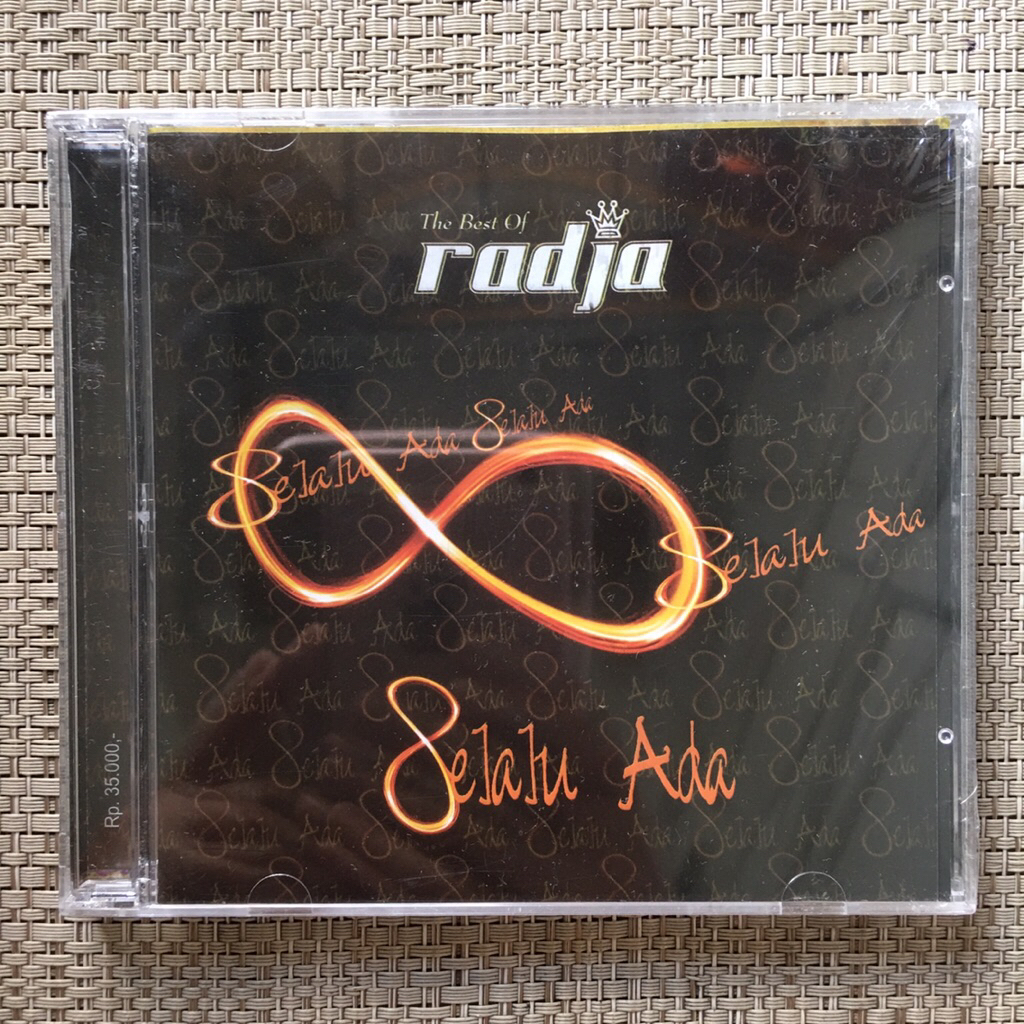 The Best Of
radja
Selalu Ada Selalu Ada
Selalu Ada
Selalu Ada
Rp. 35.000,-